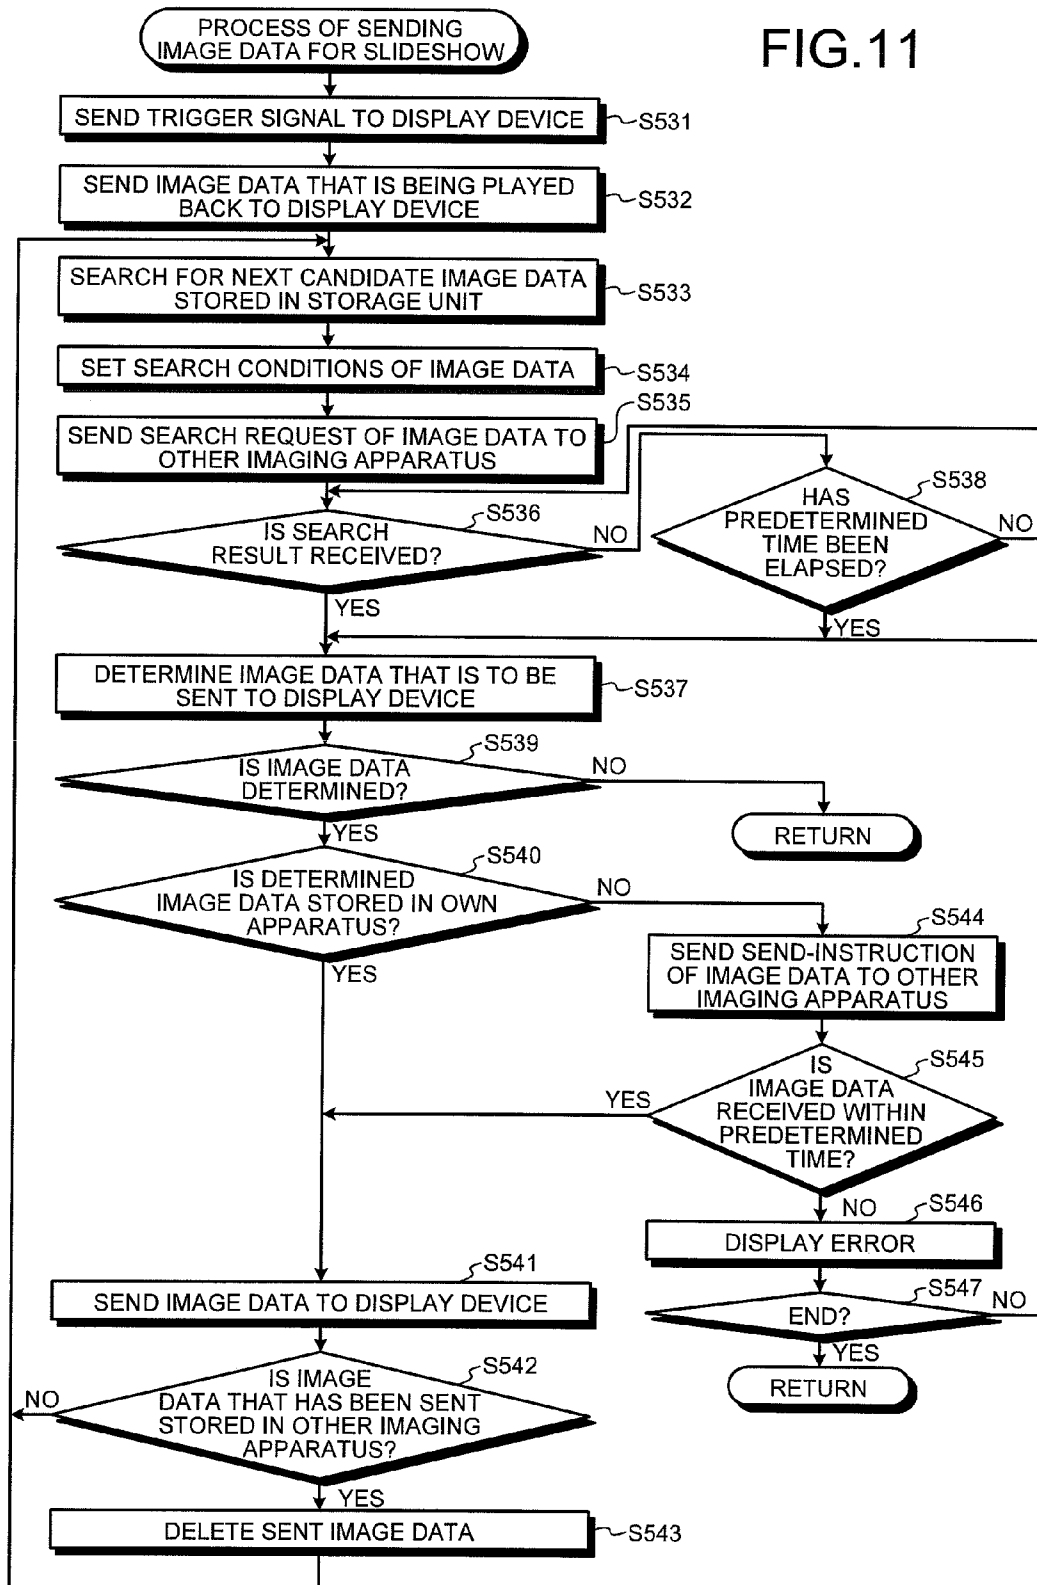 PROCESS OF SENDING
IMAGE DATA FOR SLIDESHOW
FIG.11
SEND TRIGGER SIGNAL TO DISPLAY DEVICE
S531
SEND IMAGE DATA THAT IS BEING PLAYED
BACK TO DISPLAY DEVICE
S532
SEARCH FOR NEXT CANDIDATE IMAGE DATA
STORED IN STORAGE UNIT
S533
SET SEARCH CONDITIONS OF IMAGE DATA
S534
S535
SEND SEARCH REQUEST OF IMAGE DATA TO
OTHER IMAGING APPARATUS
S536
IS SEARCH
RESULT RECEIVED?
NO
YES
S538
HAS
PREDETERMINED
TIME BEEN
ELAPSED?
NO
YES
DETERMINE IMAGE DATA THAT IS TO BE
SENT TO DISPLAY DEVICE
S537
S539
IS IMAGE DATA
DETERMINED?
NO
YES
RETURN
S540
IS DETERMINED
IMAGE DATA STORED IN OWN
APPARATUS?
NO
YES
S544
SEND SEND-INSTRUCTION
OF IMAGE DATA TO OTHER
IMAGING APPARATUS
S545
IS
IMAGE DATA
RECEIVED WITHIN
PREDETERMINED
TIME?
YES
NO
S546
DISPLAY ERROR
S547
END?
NO
YES
RETURN
S541
SEND IMAGE DATA TO DISPLAY DEVICE
S542
IS IMAGE
DATA THAT HAS BEEN SENT
STORED IN OTHER IMAGING
APPARATUS?
NO
YES
DELETE SENT IMAGE DATA
S543